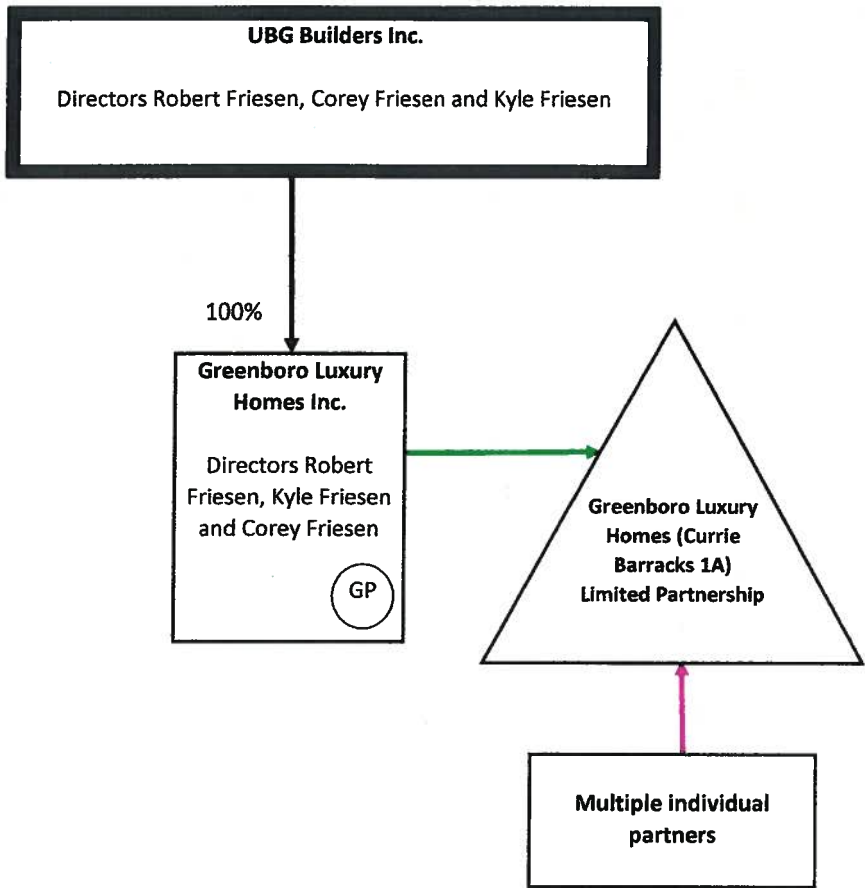 UBG Builders Inc.
Directors Robert Friesen, Corey Friesen and Kyle Friesen
100%
Greenboro Luxury
Homes Inc.
Directors Robert
Friesen, Kyle Friesen
and Corey Friesen
GP
Greenboro Luxury
Homes (Currie
Barracks 1A)
Limited Partnership
Multiple individual
partners